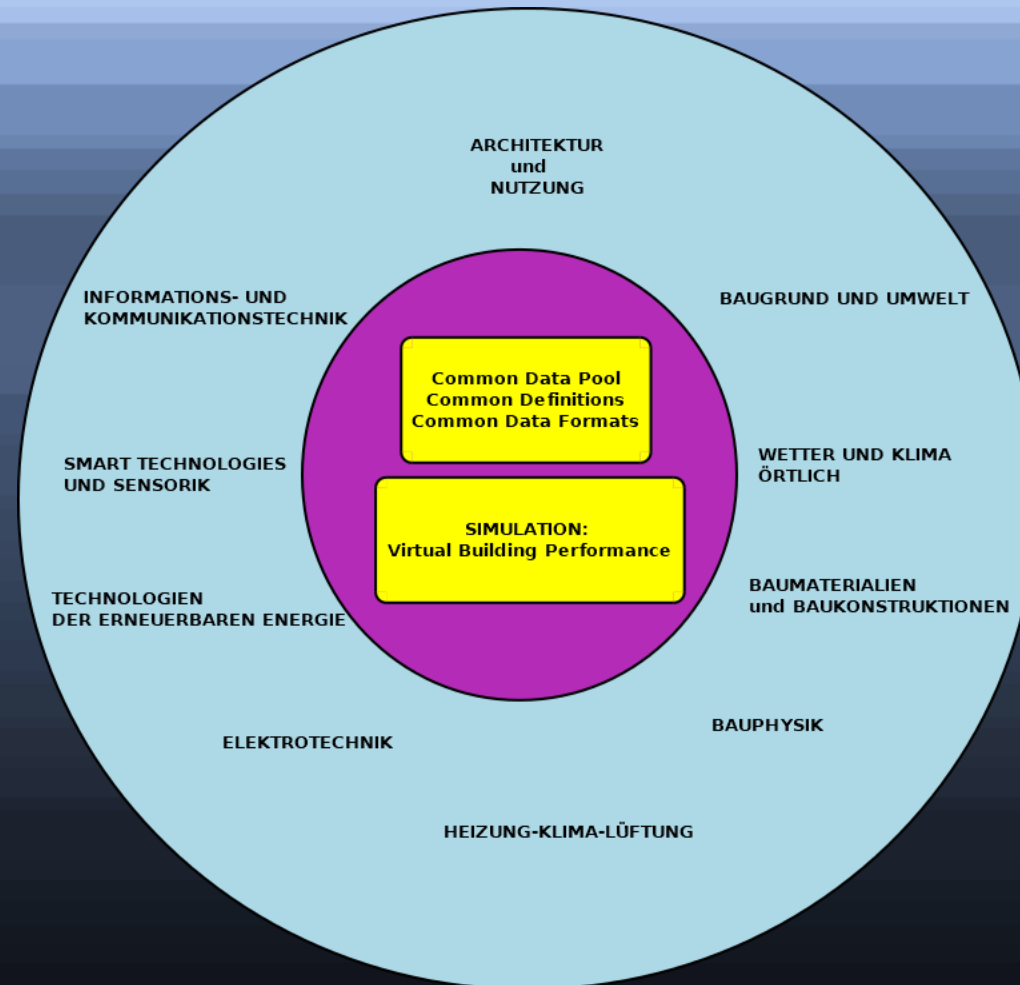 ARCHITEKTUR
und
NUTZUNG
INFORMATIONS- UND
KOMMUNIKATIONSTECHNIK
BAUGRUND UND UMWELT
Common Data Pool
Common Definitions
Common Data Formats
SMART TECHNOLOGIES
UND SENSORIK
WETTER UND KLIMA
ÖRTLICH
SIMULATION:
Virtual Building Performance
TECHNOLOGIEN
DER ERNEUERBAREN ENERGIE
BAUMATERIALIEN
und BAUKONSTRUKTIONEN
ELEKTROTECHNIK
BAUPHYSIK
HEIZUNG-KLIMA-LÜFTUNG